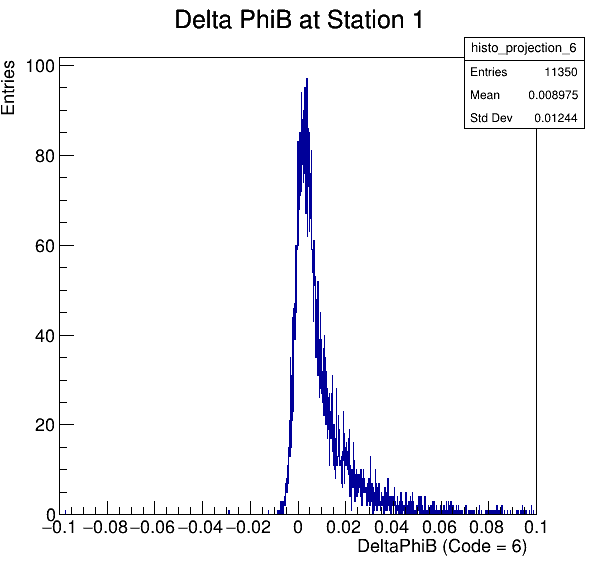 Delta PhiB at Station 1
histo_projection_6
Entries 11350
Mean 0.008975
Std Dev 0.01244
Entries
100
80
60
40
20
0
−0.1 −0.08 −0.06 −0.04 −0.02 0 0.02 0.04 0.06 0.08 0.1
DeltaPhiB (Code = 6)